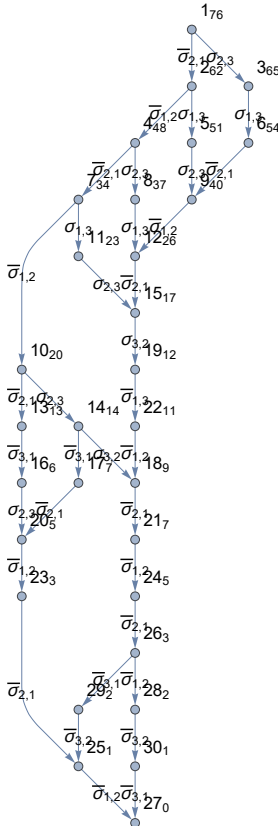 1₇₆
σ̅₂,₁ σ₂,₃
2₆₂ 3₆₅
σ̅₁,₂ σ₁,₃ σ₁,₃
4₄₈ 5₅₁ 6₅₄
σ̅₂,₁ σ₂,₃ σ₂,₃ σ̅₂,₁
7₃₄ 8₃₇ 9₄₀
σ₁,₃ σ₁,₃ σ̅₁,₂
11₂₃ 12₂₆
σ̅₁,₂ σ₂,₃ σ̅₂,₁
15₁₇
σ₃,₂
10₂₀ 19₁₂
σ̅₂,₁ σ₂,₃ σ̅₁,₃
13₁₃ 14₁₄ 22₁₁
σ̅₃,₁ σ̅₃,₁ σ₃,₂ σ̅₁,₂
16₆ 17₇ 18₉
σ₂,₃ σ̅₂,₁ σ̅₂,₁
20₅ 21₇
σ̅₁,₂ σ̅₁,₂
23₃ 24₅
σ̅₂,₁
26₃
σ̅₂,₁ σ̅₃,₁ σ̅₁,₂
29₂ 28₂
σ̅₃,₂ σ̅₃,₂
25₁ 30₁
σ̅₁,₂ σ̅₃,₁
27₀